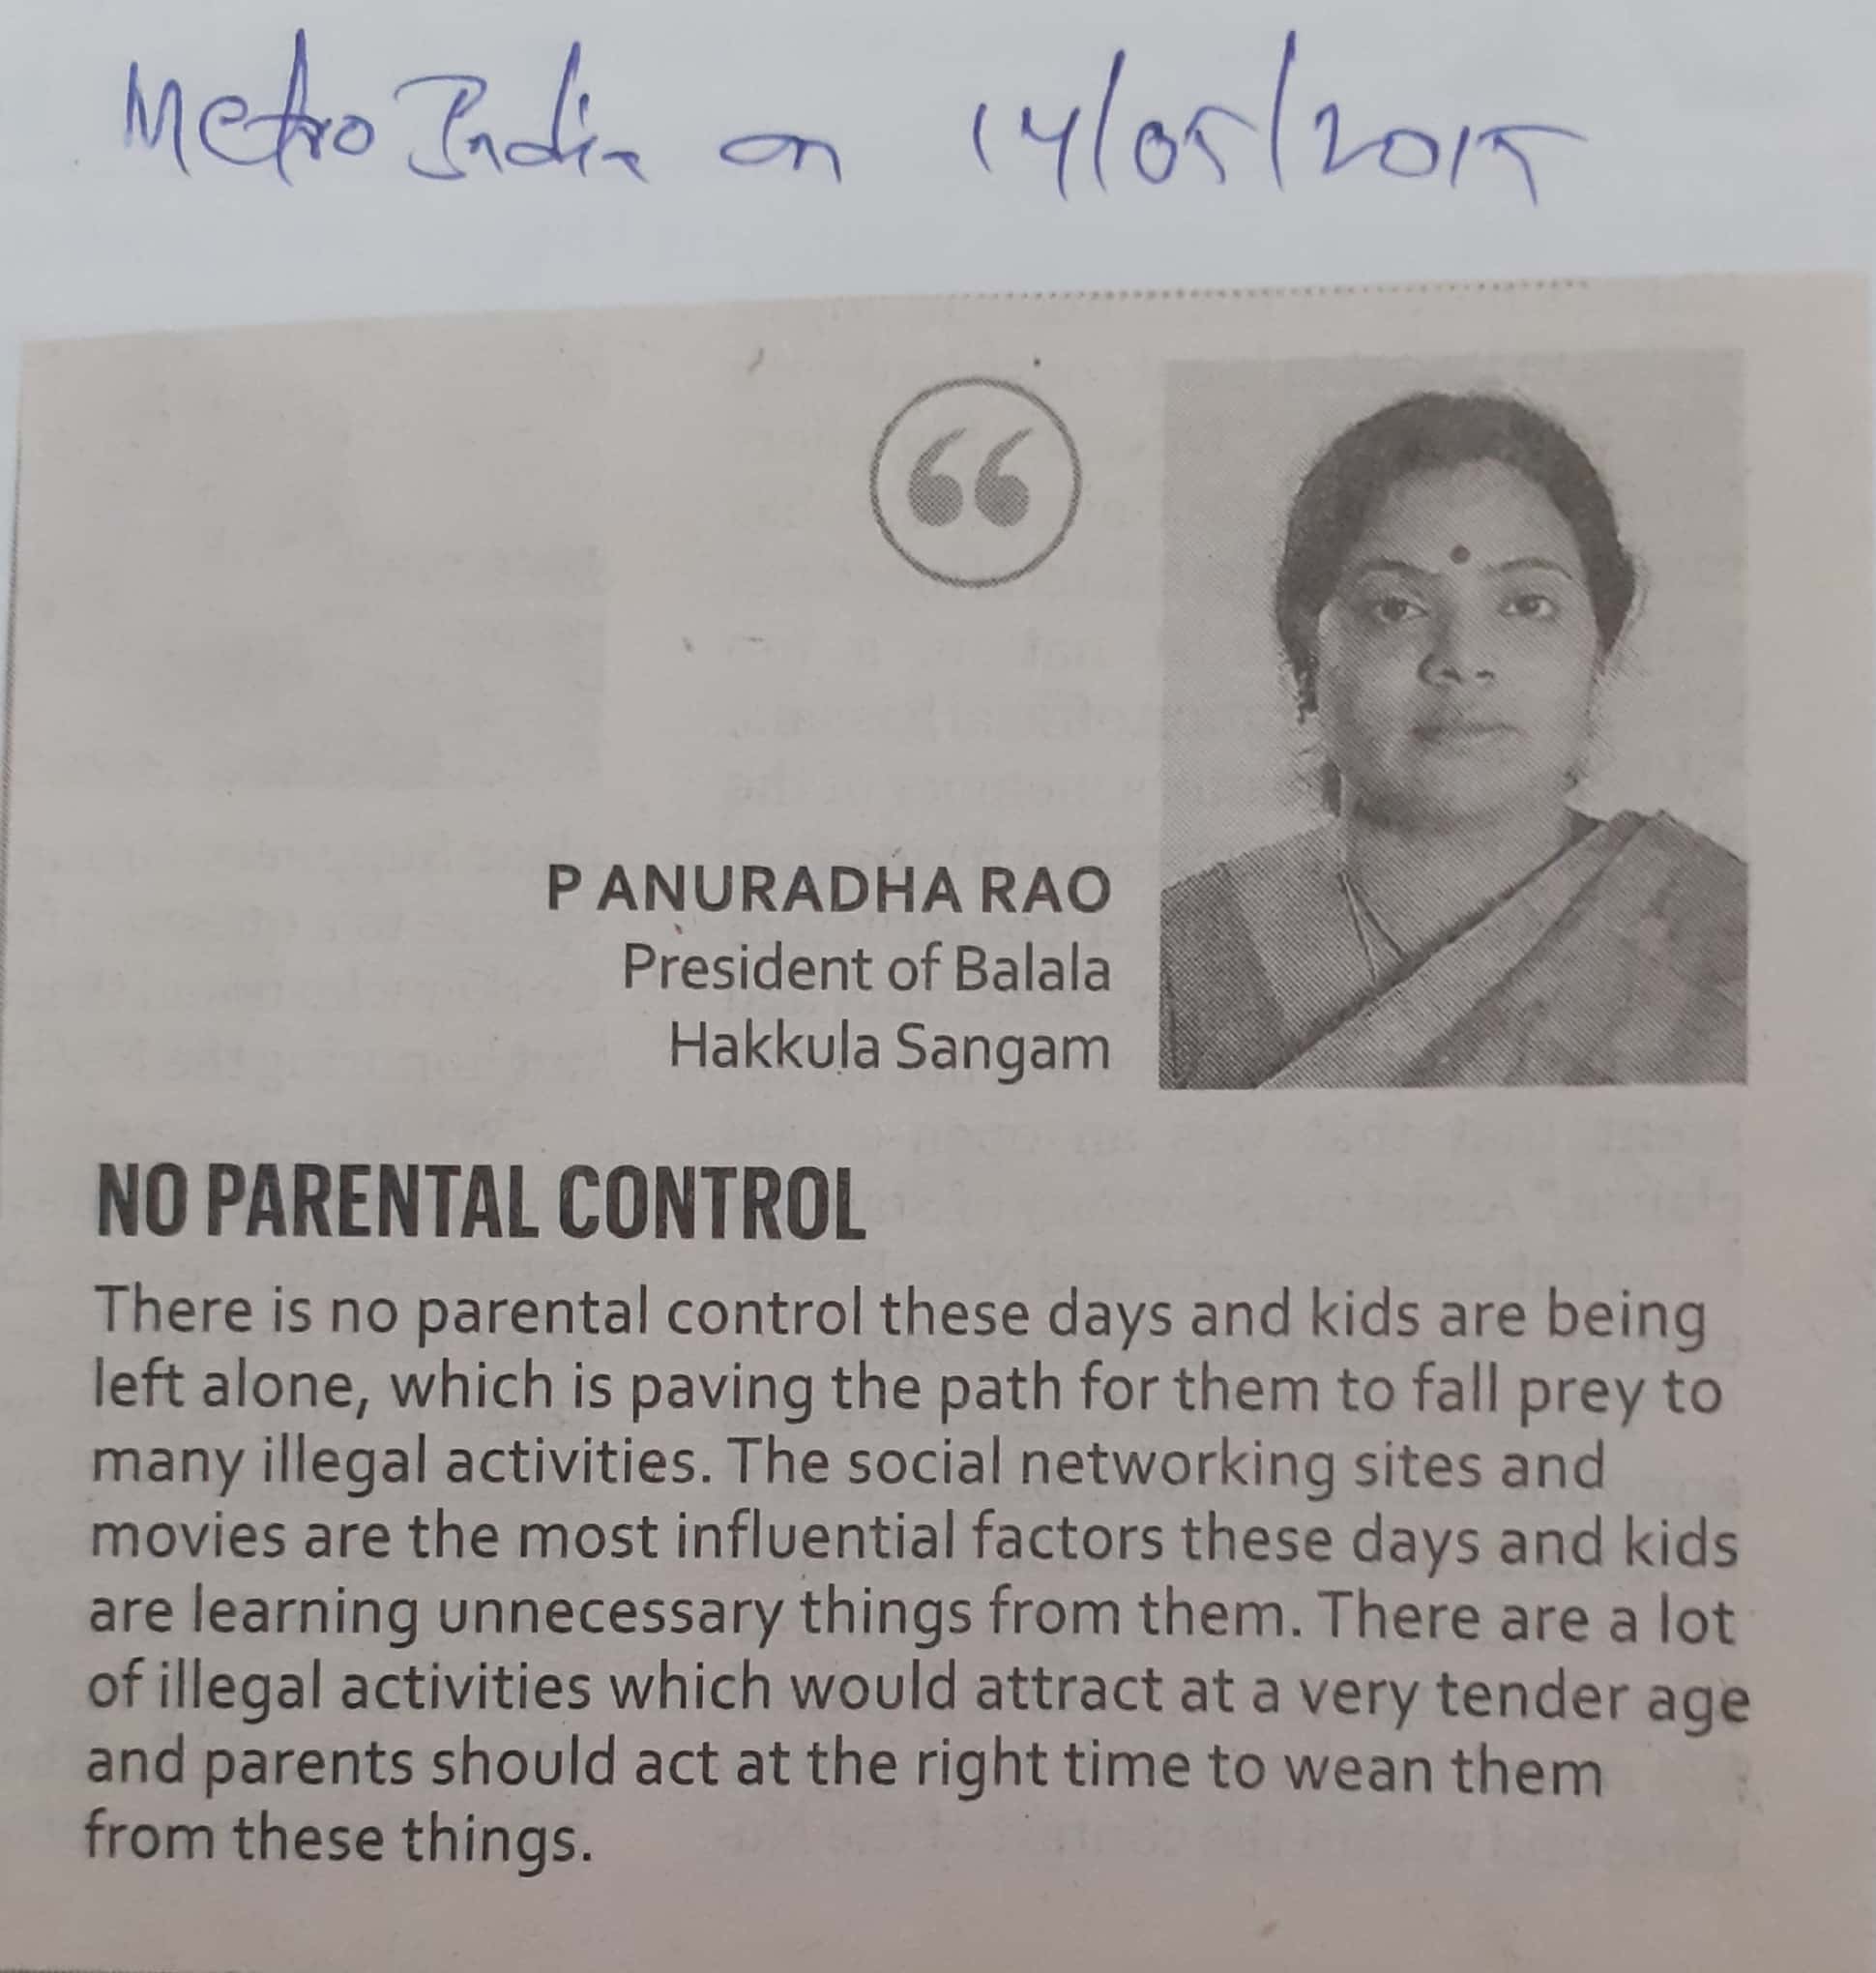 Metro India on 14/05/2015
“
P ANURADHA RAO
President of Balala
Hakkula Sangam
NO PARENTAL CONTROL
There is no parental control these days and kids are being
left alone, which is paving the path for them to fall prey to
many illegal activities. The social networking sites and
movies are the most influential factors these days and kids
are learning unnecessary things from them. There are a lot
of illegal activities which would attract at a very tender age
and parents should act at the right time to wean them
from these things.